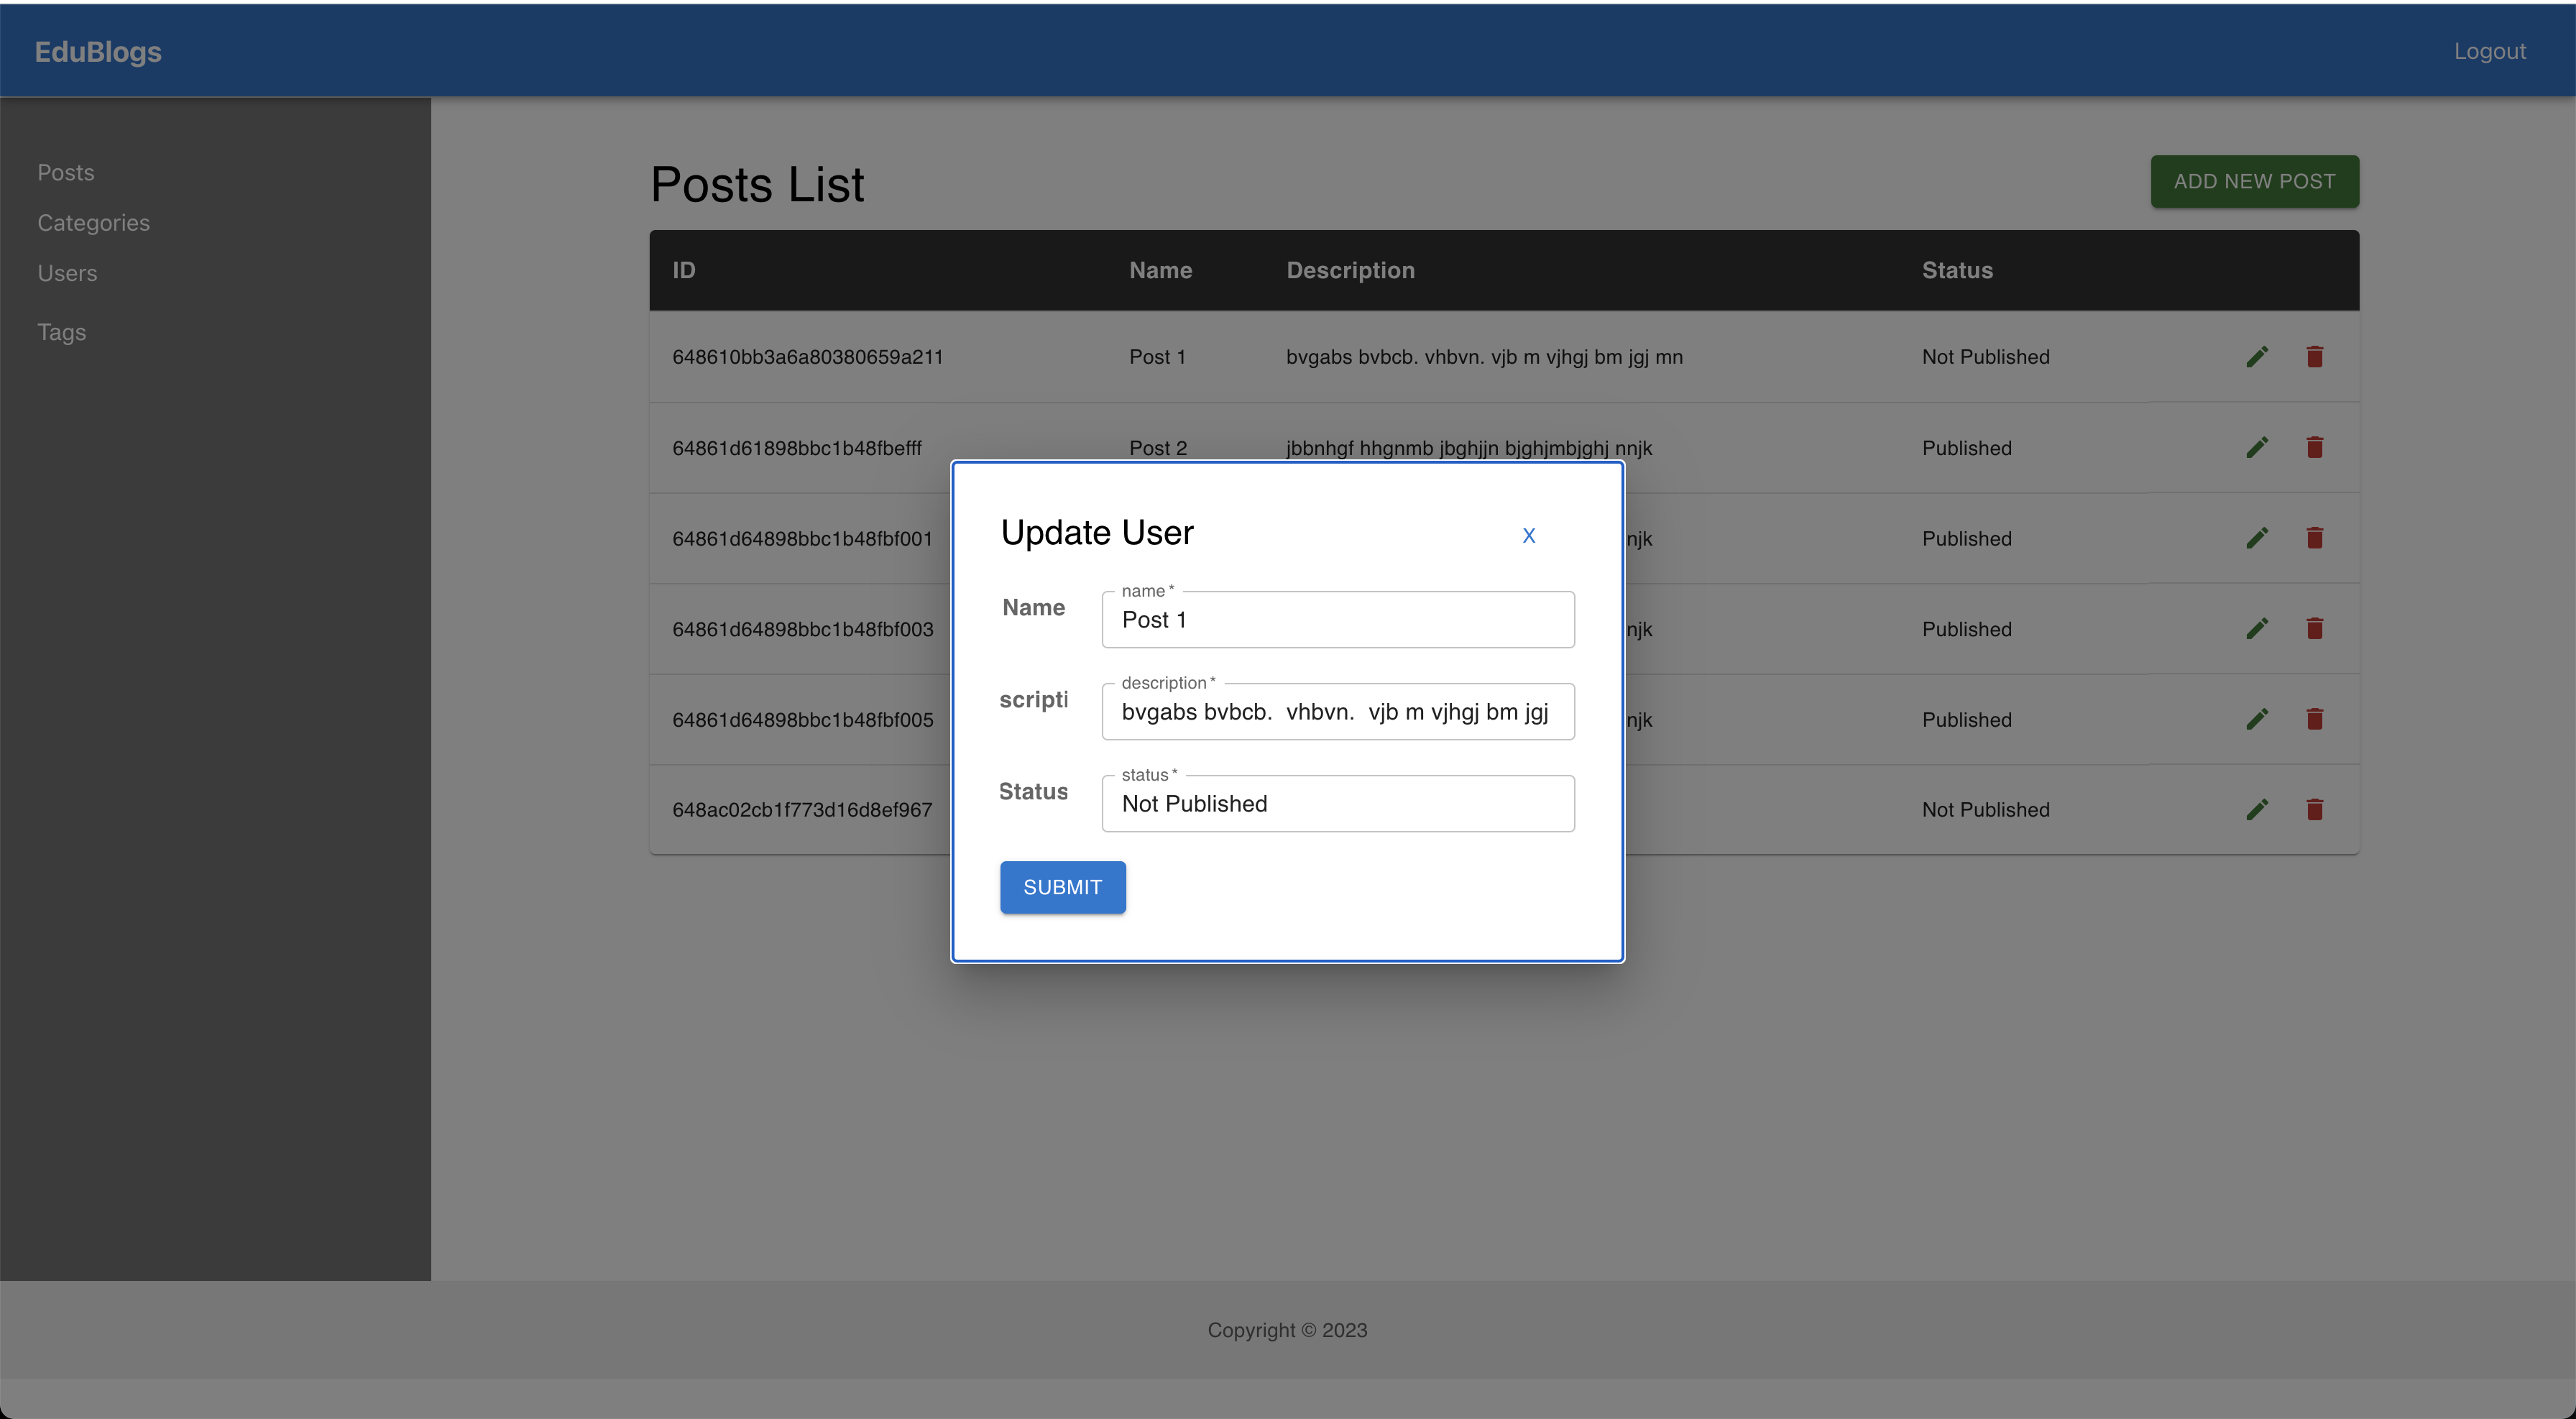 EduBlogs
Logout
Posts
Categories
Users
Tags
Posts List
ADD NEW POST
ID Name Description Status
648610bb3a6a80380659a211 Post 1 bvgabs bvbcb. vhbvn. vjb m vjhgj bm jgj mn Not Published
64861d61898bbc1b48fbefff Post 2 jbbnhgf hhgnmb jbghjjn bjghjmbjghj nnjk Published
64861d64898bbc1b48fbf001 njk Published
64861d64898bbc1b48fbf003 njk Published
64861d64898bbc1b48fbf005 njk Published
648ac02cb1f773d16d8ef967 Not Published
Update User
X
Name
name *
Post 1
scripti
description *
bvgabs bvbcb.  vhbvn.  vjb m vjhgj bm jgj
Status
status *
Not Published
SUBMIT
Copyright © 2023